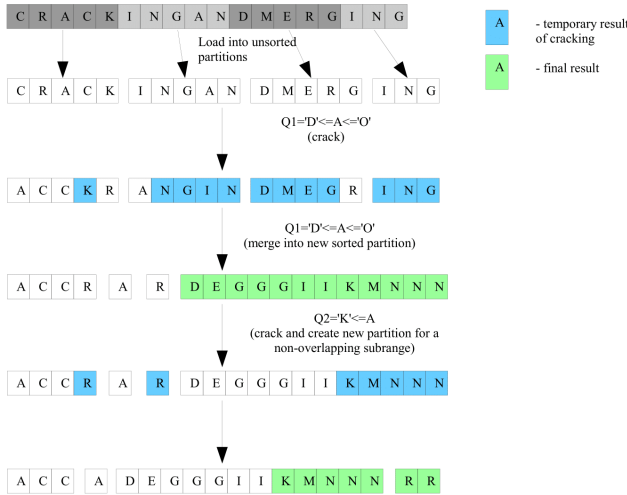 C R A C K I N G A N D M E R G I N G
A - temporary result of cracking
Load into unsorted partitions
A - final result
C R A C K I N G A N D M E R G I N G
Q1='D'<=A<='O'
(crack)
A C C K R A N G I N D M E G R I N G
Q1='D'<=A<='O'
(merge into new sorted partition)
A C C R A R D E G G G I I K M N N N
Q2='K'<=A
(crack and create new partition for a
non-overlapping subrange)
A C C R A R D E G G G I I K M N N N
A C C A D E G G G I I K M N N N R R